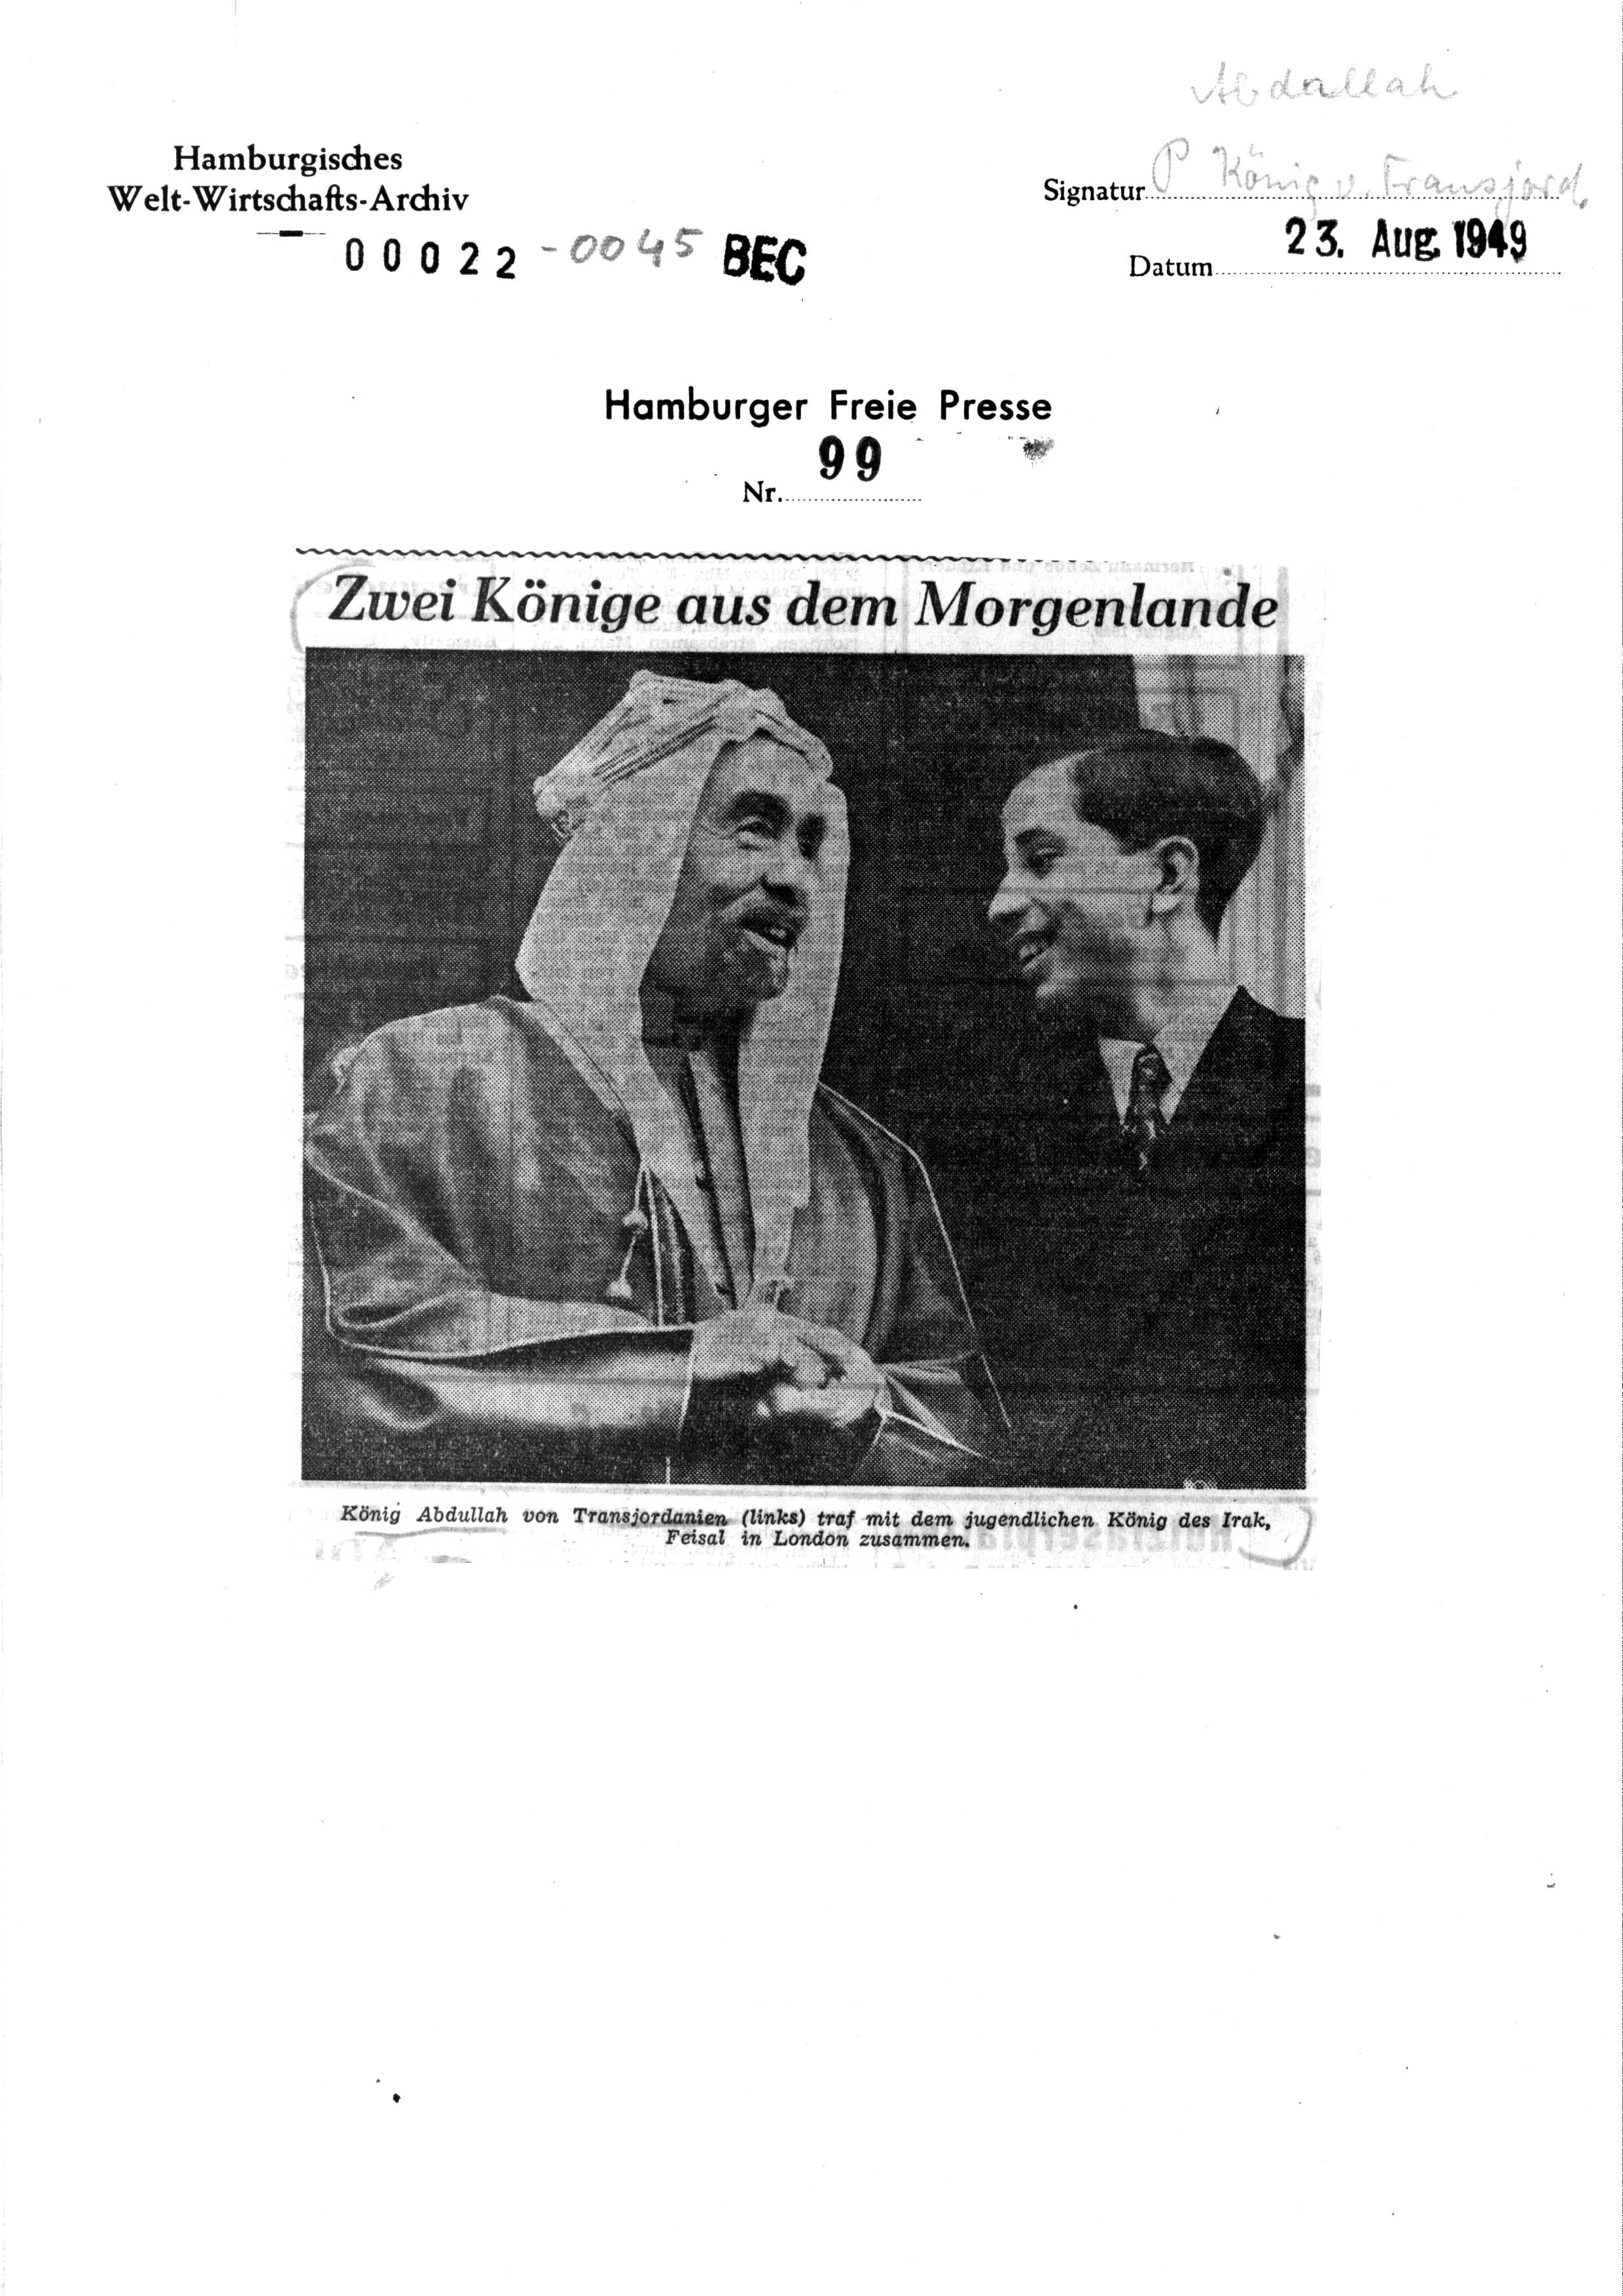 Abdallah
Hamburgisches
Welt-Wirtschafts-Archiv
Signatur P König v. Transjord.
00022-0045 BEC
Datum 23. Aug. 1949
Hamburger Freie Presse
Nr. 99
Zwei Könige aus dem Morgenlande
König Abdullah von Transjordanien (links) traf mit dem jugendlichen König des Irak,
Feisal in London zusammen.